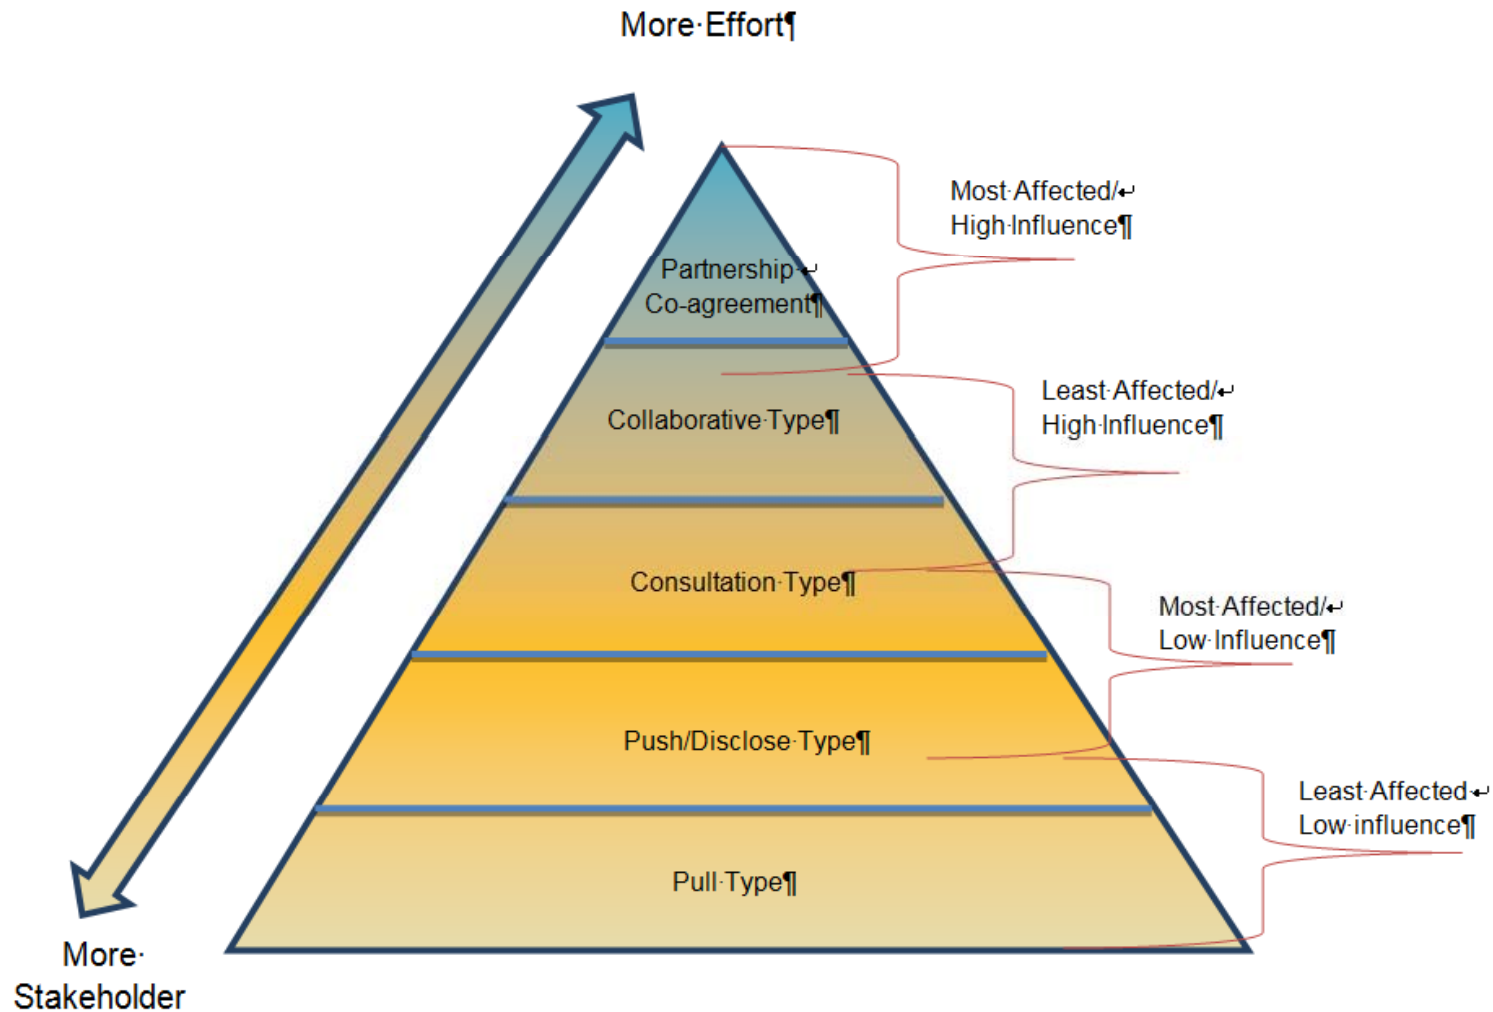 More·Effort¶
Most·Affected/↵
High·Influence¶
Partnership·↵
Co-agreement¶
Least·Affected/↵
High·Influence¶
Collaborative·Type¶
Consultation·Type¶
Most·Affected/↵
Low·Influence¶
Push/Disclose·Type¶
Least·Affected·↵
Low·influence¶
Pull·Type¶
More·
Stakeholder